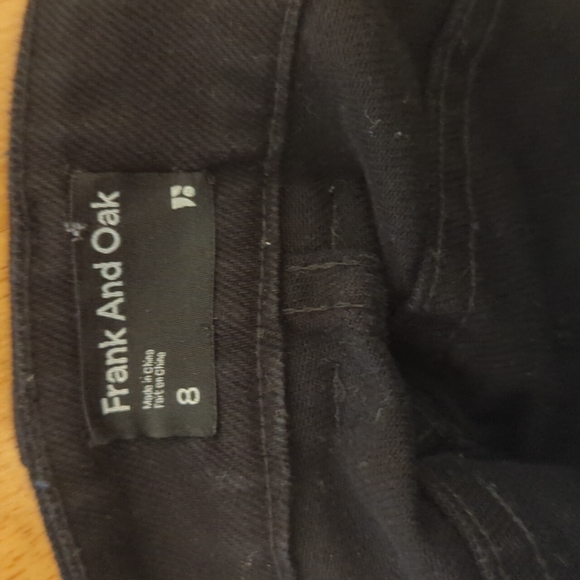 Frank And Oak
Made in China
Fait en Chine
8